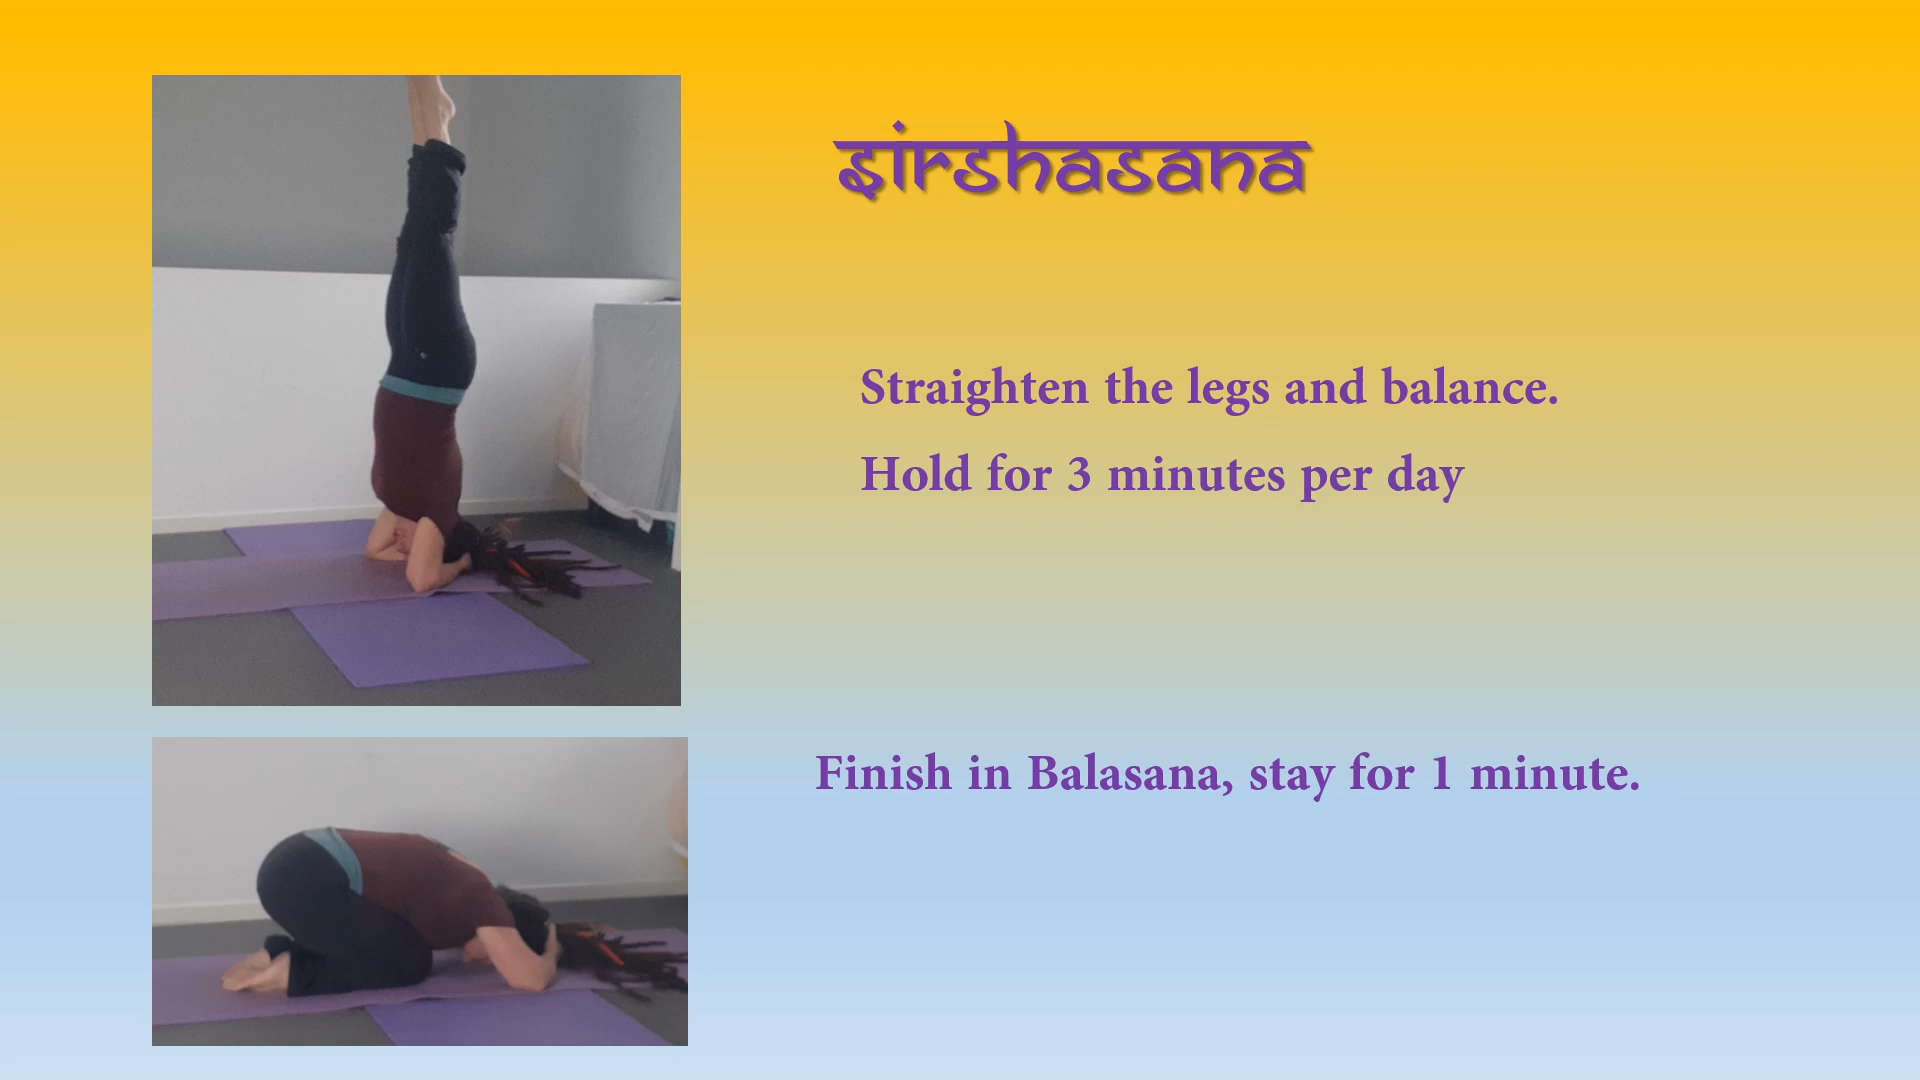 Sirshasana
Straighten the legs and balance.
Hold for 3 minutes per day
Finish in Balasana, stay for 1 minute.